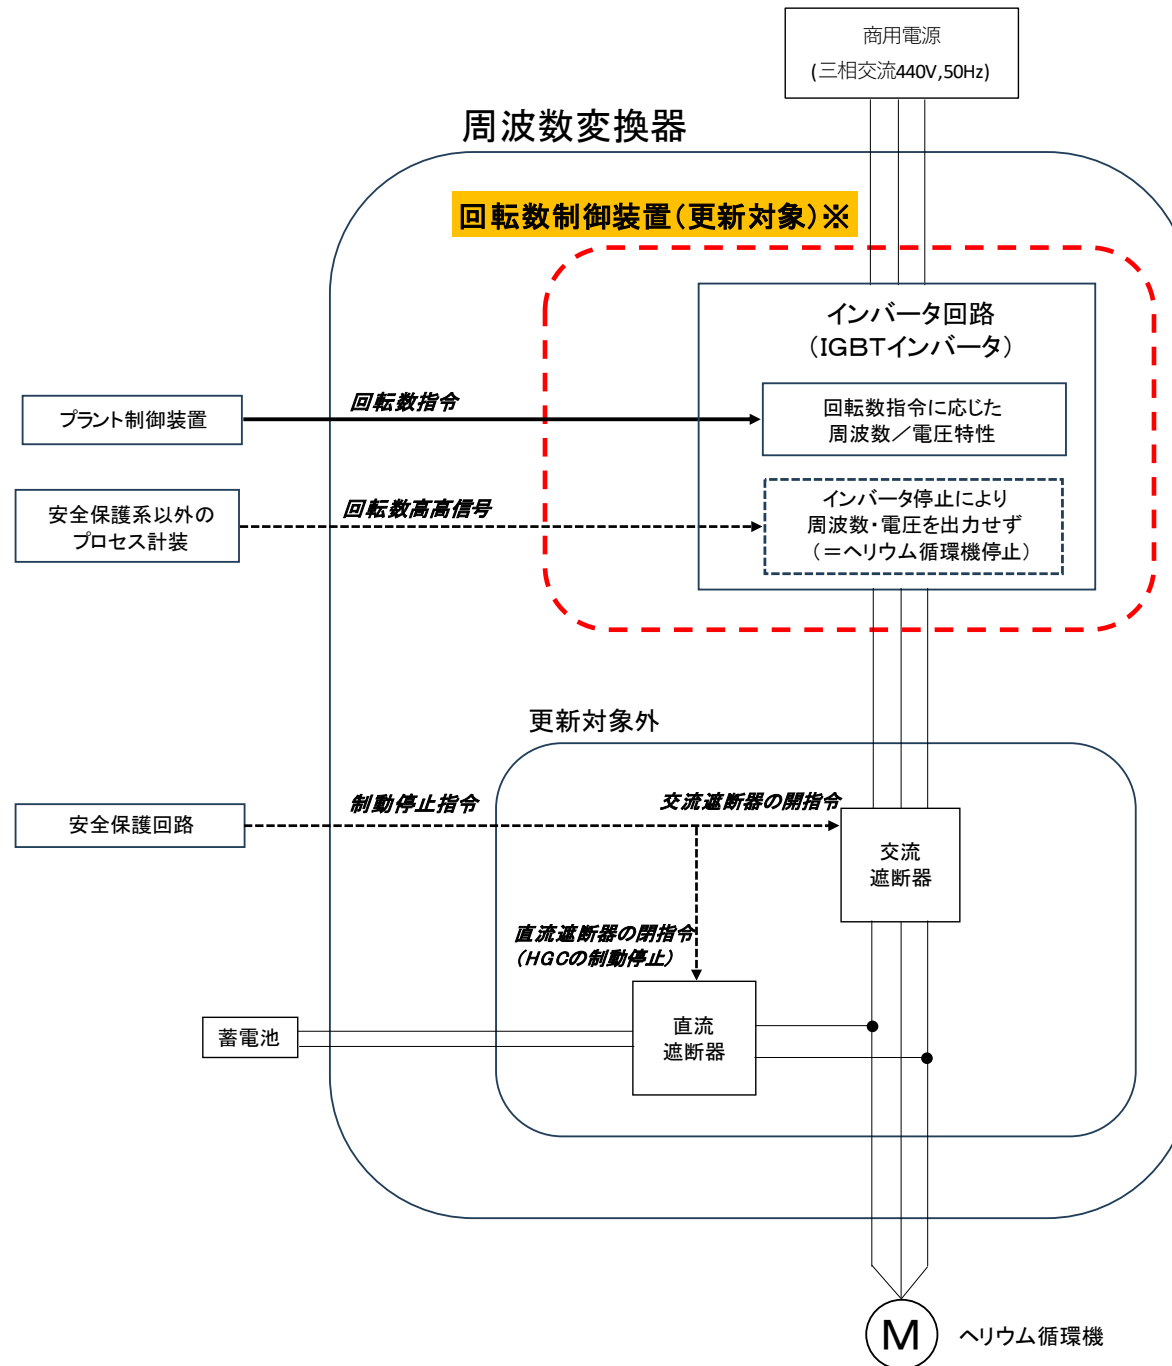 商用電源
(三相交流440V,50Hz)
周波数変換器
回転数制御装置(更新対象)※
インバータ回路
(IGBTインバータ)
回転数指令
プラント制御装置
回転数指令に応じた
周波数／電圧特性
回転数高高信号
安全保護系以外の
プロセス計装
インバータ停止により
周波数・電圧を出力せず
(＝ヘリウム循環機停止)
更新対象外
制動停止指令
交流遮断器の開指令
安全保護回路
交流
遮断器
直流遮断器の閉指令
(HGCの制動停止)
直流
遮断器
蓄電池
M
ヘリウム循環機